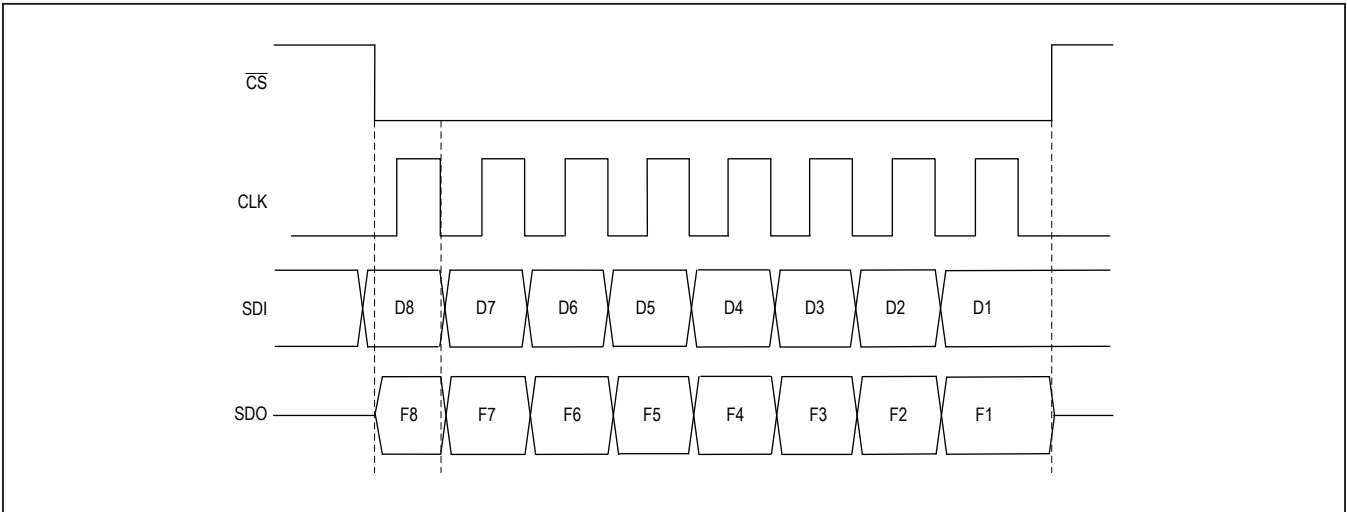 C̅S̅
CLK
SDI D8 D7 D6 D5 D4 D3 D2 D1
SDO F8 F7 F6 F5 F4 F3 F2 F1